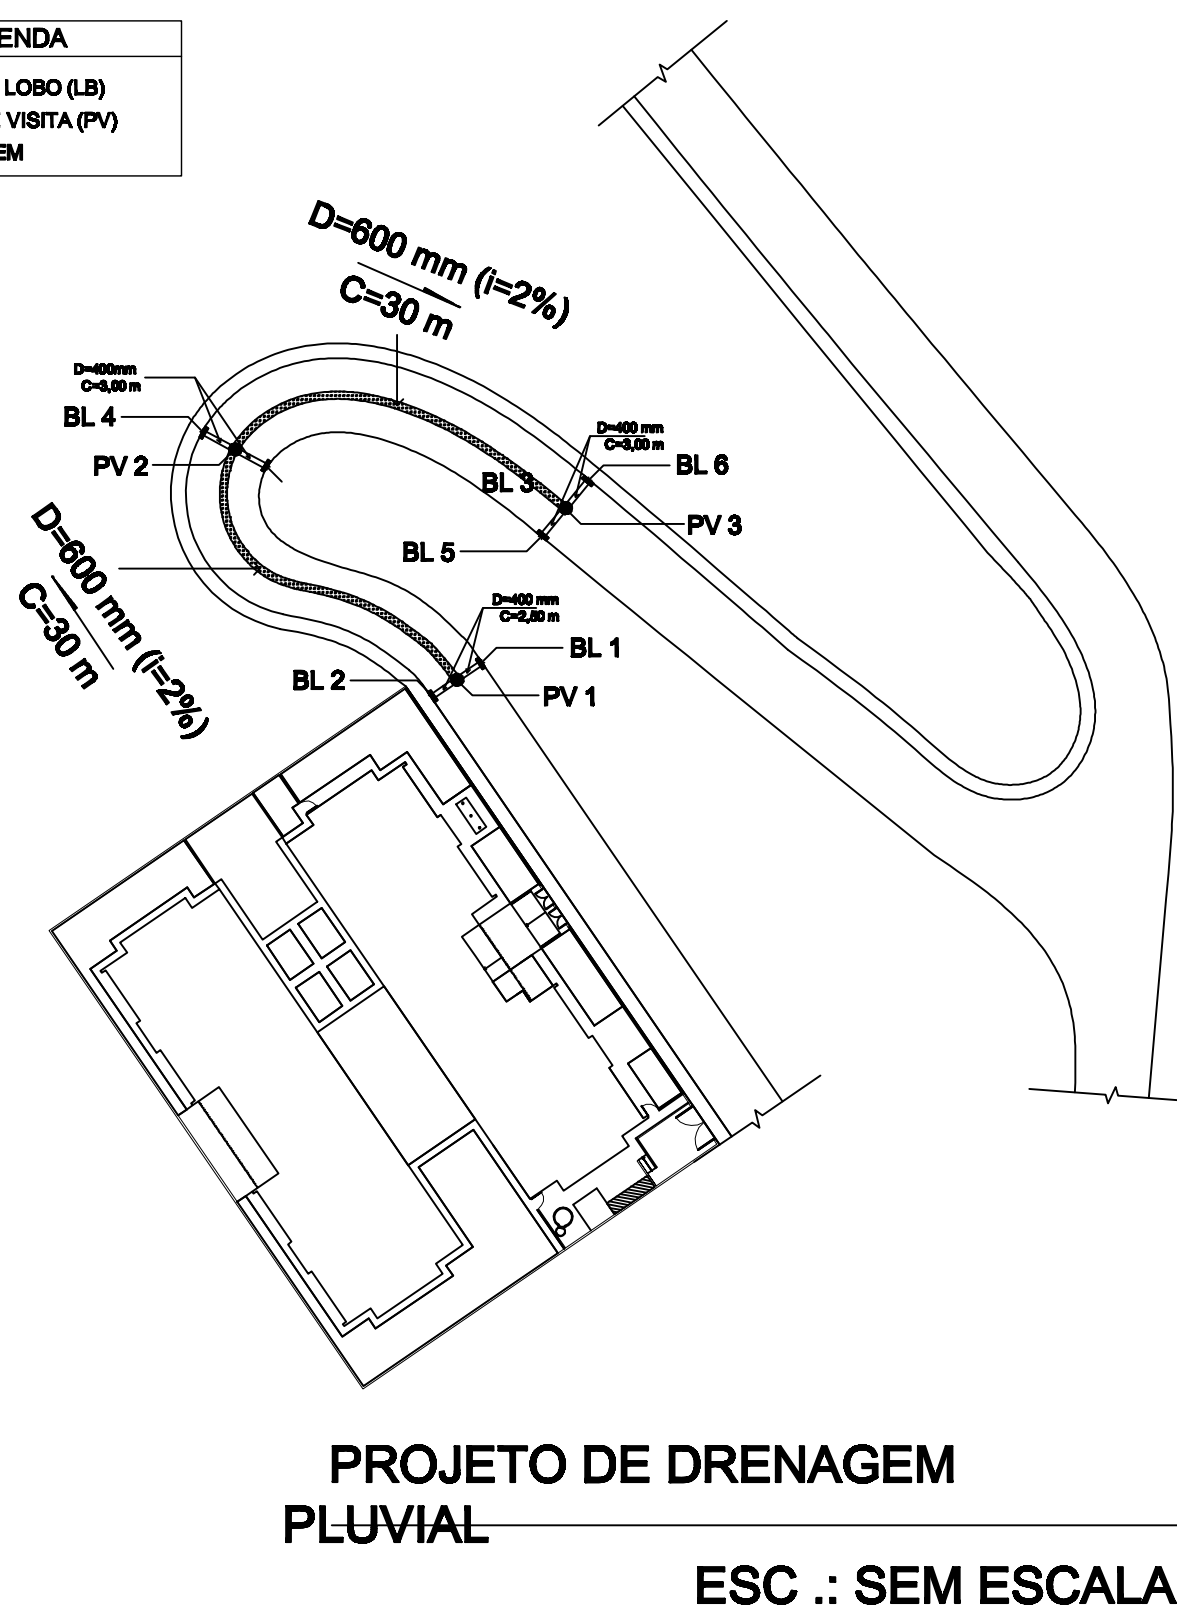 ENDA
LOBO (LB)
E VISITA (PV)
EM
D=600 mm (i=2%)
C=30 m
D=400mm
C=3,00 m
BL 4
PV 2
D=400 mm
C=3,00 m
BL 3
BL 6
PV 3
BL 5
D=600 mm (i=2%)
C=30 m
D=400 mm
C=2,50 m
BL 1
BL 2
PV 1
PROJETO DE DRENAGEM
PLUVIAL
ESC .: SEM ESCALA